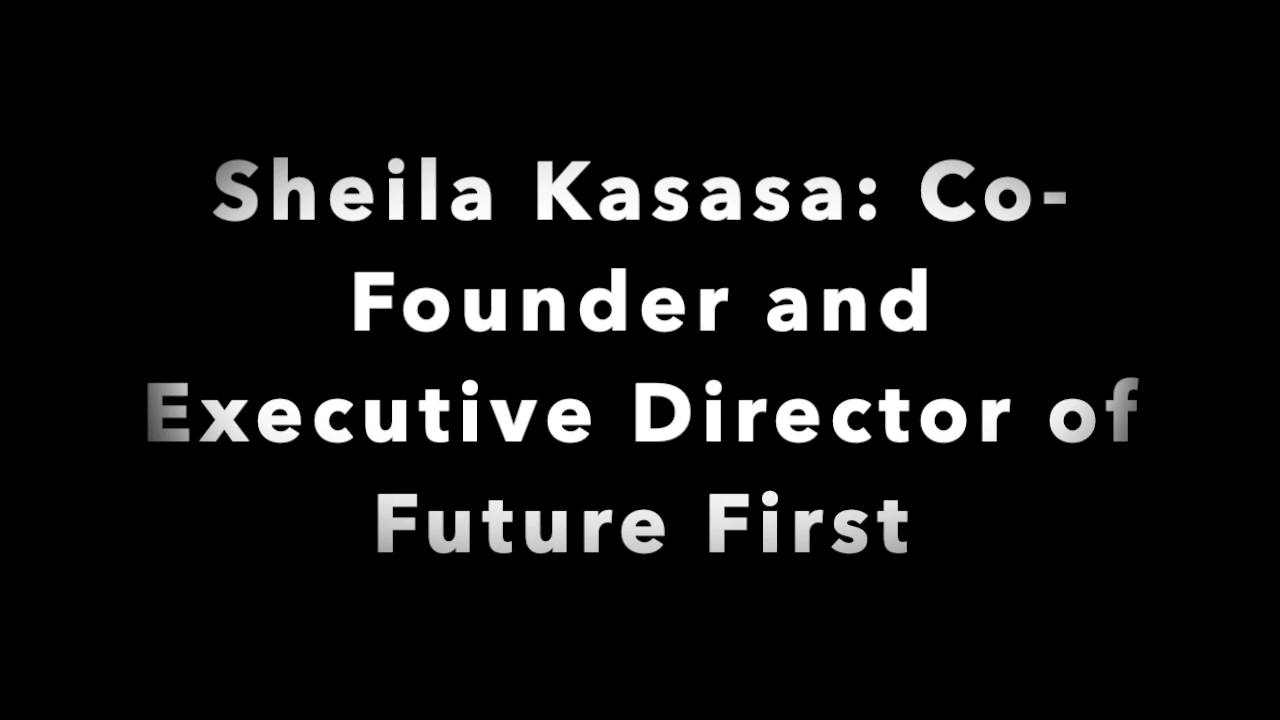 Sheila Kasasa: Co-
Founder and
Executive Director of
Future First